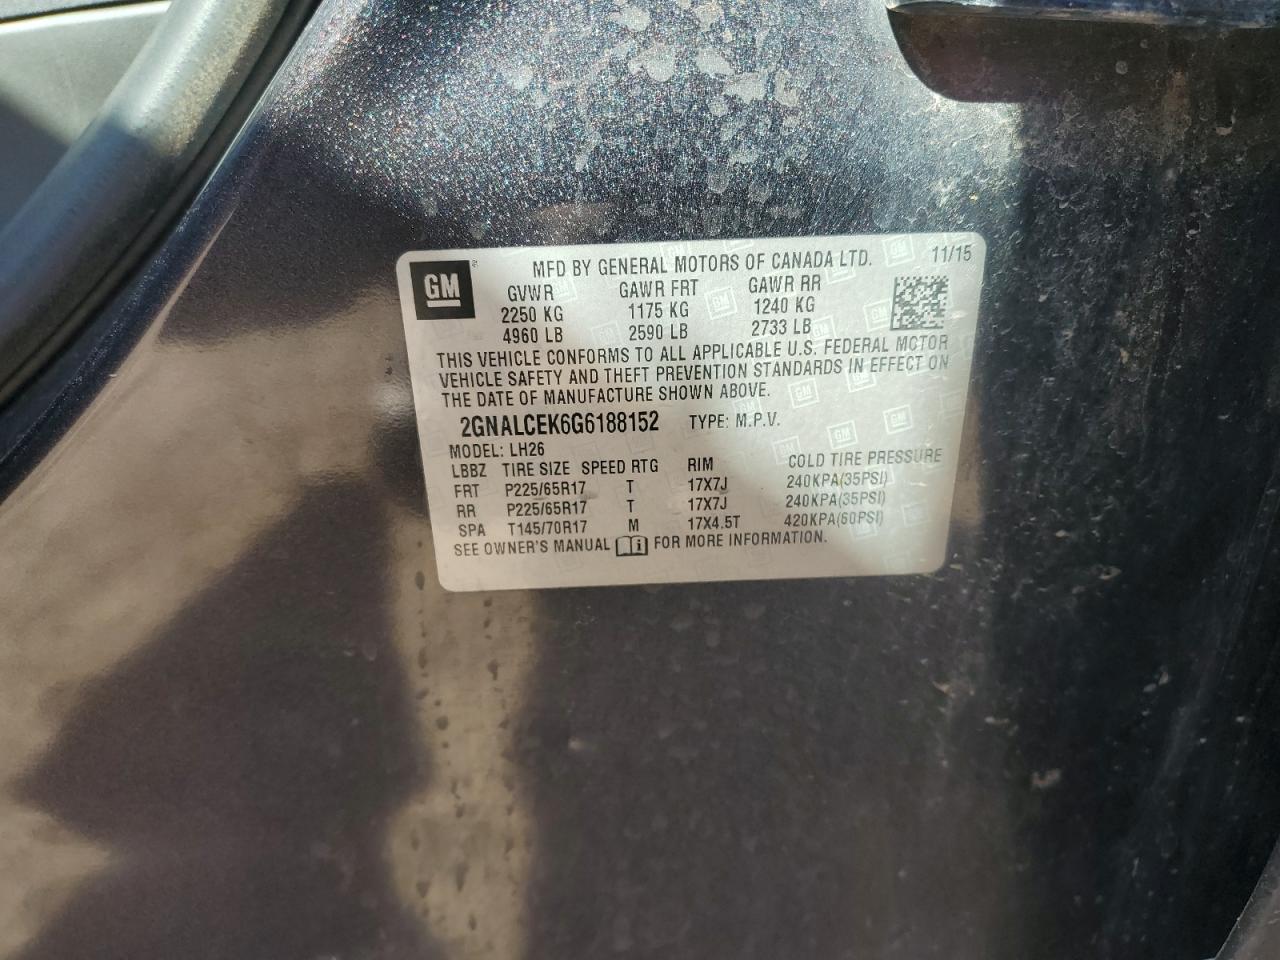 GM
MFD BY GENERAL MOTORS OF CANADA LTD. 11/15
GVWR GAWR FRT GAWR RR
2250 KG 1175 KG 1240 KG
4960 LB 2590 LB 2733 LB
THIS VEHICLE CONFORMS TO ALL APPLICABLE U.S. FEDERAL MOTOR
VEHICLE SAFETY AND THEFT PREVENTION STANDARDS IN EFFECT ON
THE DATE OF MANUFACTURE SHOWN ABOVE.
2GNALCEK6G6188152 TYPE: M.P.V.
MODEL: LH26
LBBZ TIRE SIZE SPEED RTG RIM COLD TIRE PRESSURE
FRT P225/65R17 T 17X7J 240KPA(35PSI)
RR P225/65R17 T 17X7J 240KPA(35PSI)
SPA T145/70R17 M 17X4.5T 420KPA(60PSI)
SEE OWNER'S MANUAL FOR MORE INFORMATION.